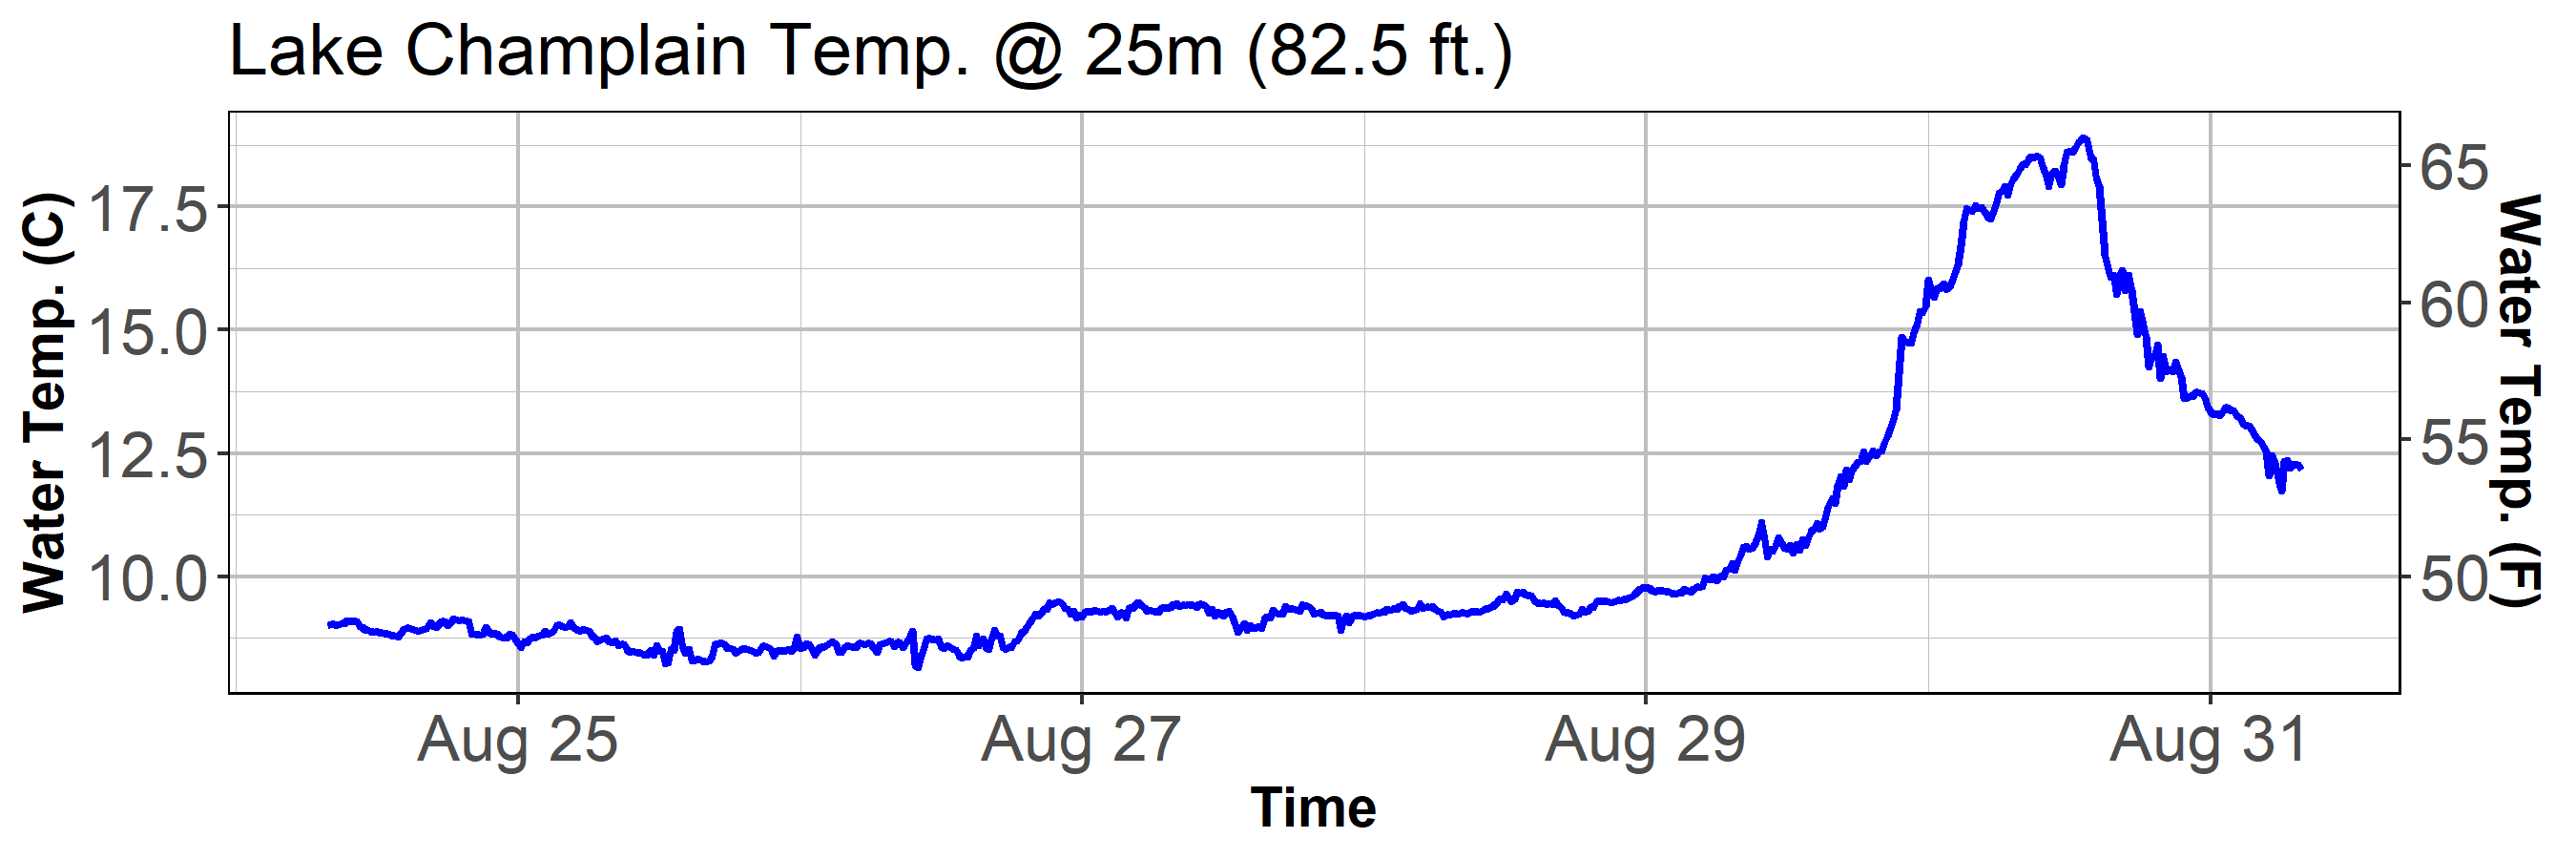 Lake Champlain Temp. @ 25m (82.5 ft.)
Water Temp. (C)
17.5
15.0
12.5
10.0
65
60
55
50
Water Temp. (F)
Aug 25 Aug 27 Aug 29 Aug 31
Time